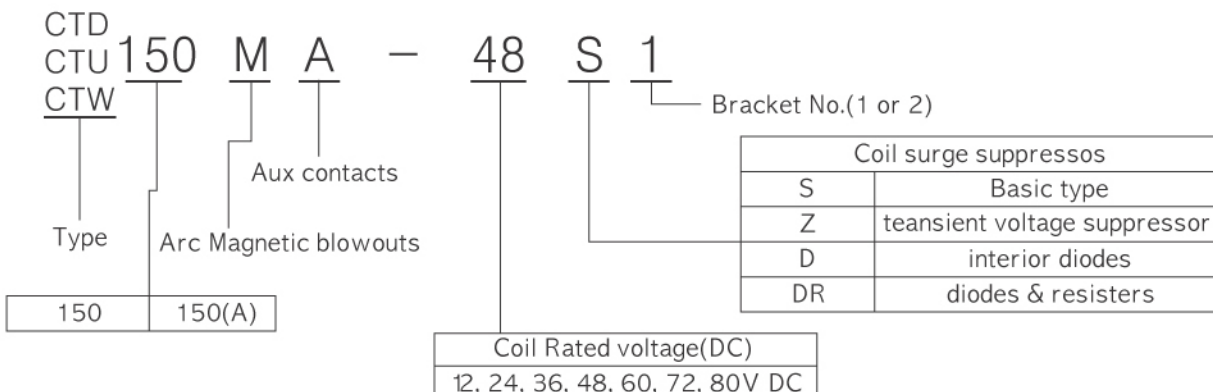 CTD
CTU
CTW
150 M A - 48 S 1
Bracket No.(1 or 2)
Aux contacts
Type
Arc Magnetic blowouts
Coil surge suppressos
S Basic type
Z teansient voltage suppressor
D interior diodes
DR diodes & resisters
150 150(A)
Coil Rated voltage(DC)
12, 24, 36, 48, 60, 72, 80V DC